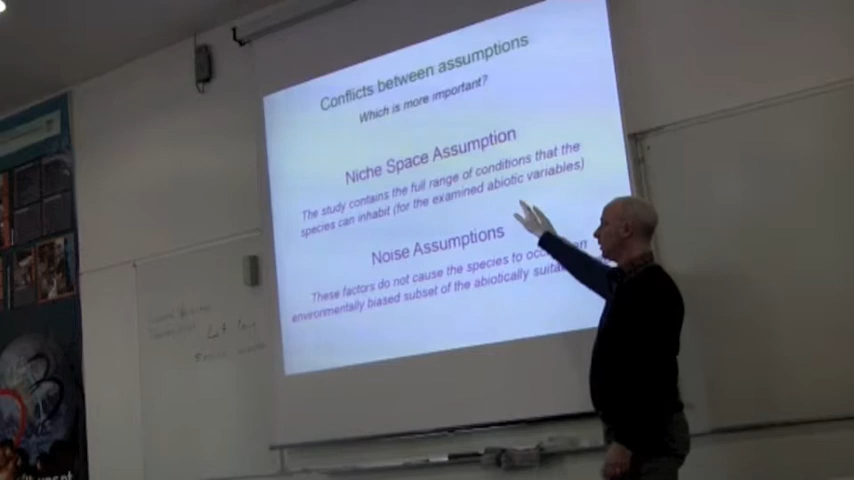 Conflicts between assumptions
Which is more important?
Niche Space Assumption
The study contains the full range of conditions that the
species can inhabit (for the examined abiotic variables)
Noise Assumptions
These factors do not cause the species to
environmentally biased subset of the abiotically